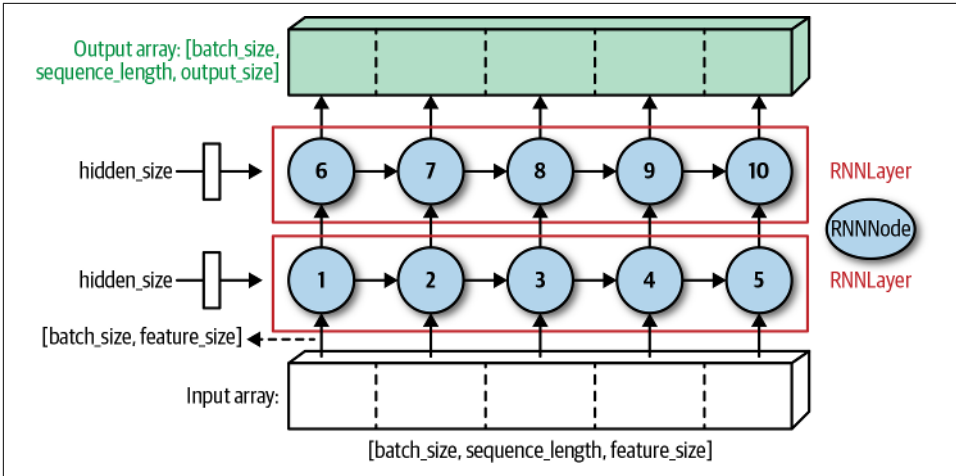 Output array: [batch_size,
sequence_length, output_size]
hidden_size
6
7
8
9
10
RNNLayer
RNNNode
hidden_size
1
2
3
4
5
RNNLayer
[batch_size, feature_size]
Input array:
[batch_size, sequence_length, feature_size]